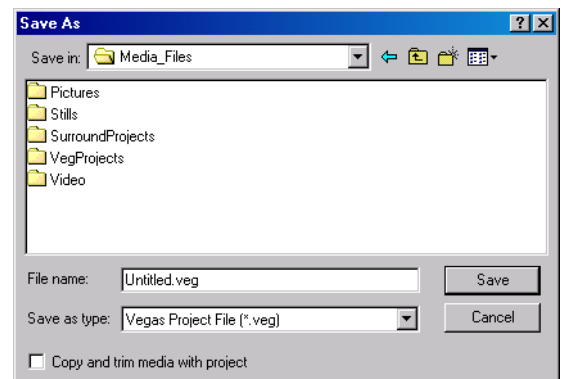 Save As
Save in: Media_Files
Pictures
Stills
SurroundProjects
VegProjects
Video
File name: Untitled.veg Save
Save as type: Vegas Project File (*.veg) Cancel
Copy and trim media with project